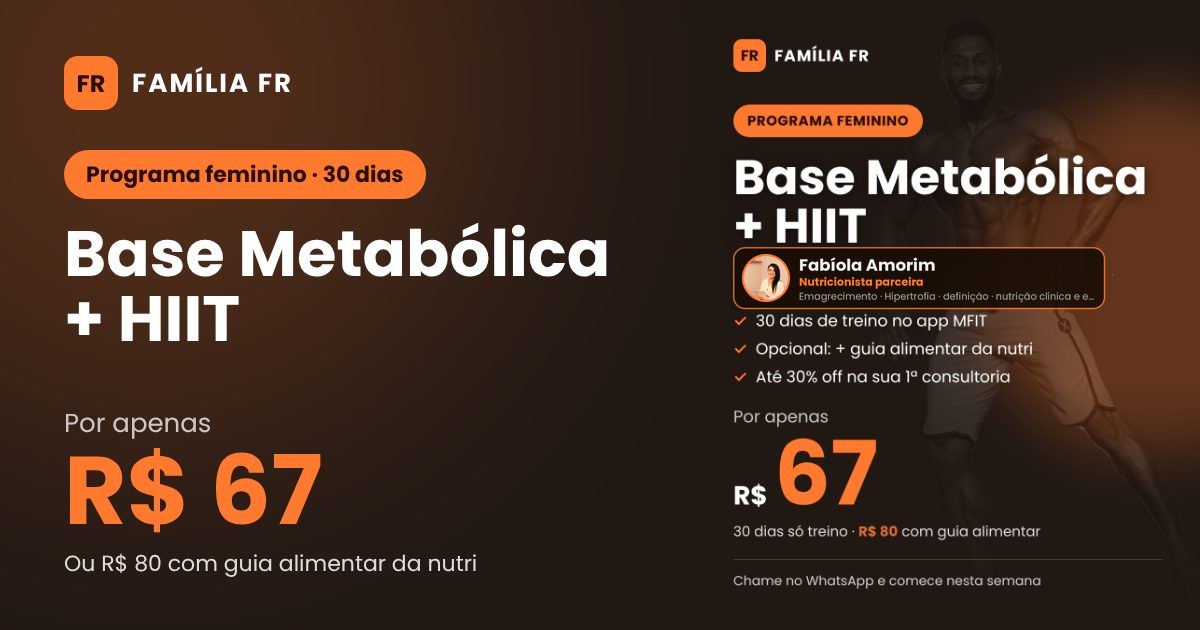 FR FAMÍLIA FR
Programa feminino · 30 dias
Base Metabólica
+ HIIT
Por apenas
R$ 67
Ou R$ 80 com guia alimentar da nutri
FR FAMÍLIA FR
PROGRAMA FEMININO
Base Metabólica
+ HIIT
Fabíola Amorim
Nutricionista parceira
Emagrecimento · Hipertrofia · definição · nutrição clínica e e...
30 dias de treino no app MFIT
Opcional: + guia alimentar da nutri
Até 30% off na sua 1ª consultoria
Por apenas
R$ 67
30 dias só treino · R$ 80 com guia alimentar
Chame no WhatsApp e comece nesta semana